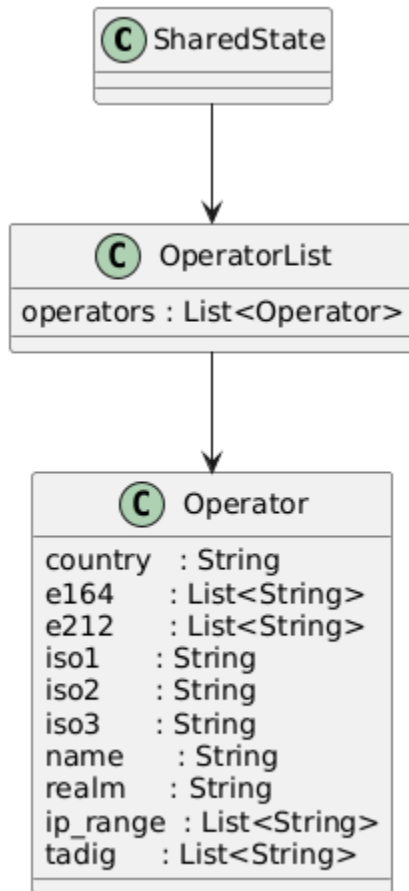 C SharedState
C OperatorList
operators : List<Operator>
C Operator
country : String
e164 : List<String>
e212 : List<String>
iso1 : String
iso2 : String
iso3 : String
name : String
realm : String
ip_range : List<String>
tadig : List<String>